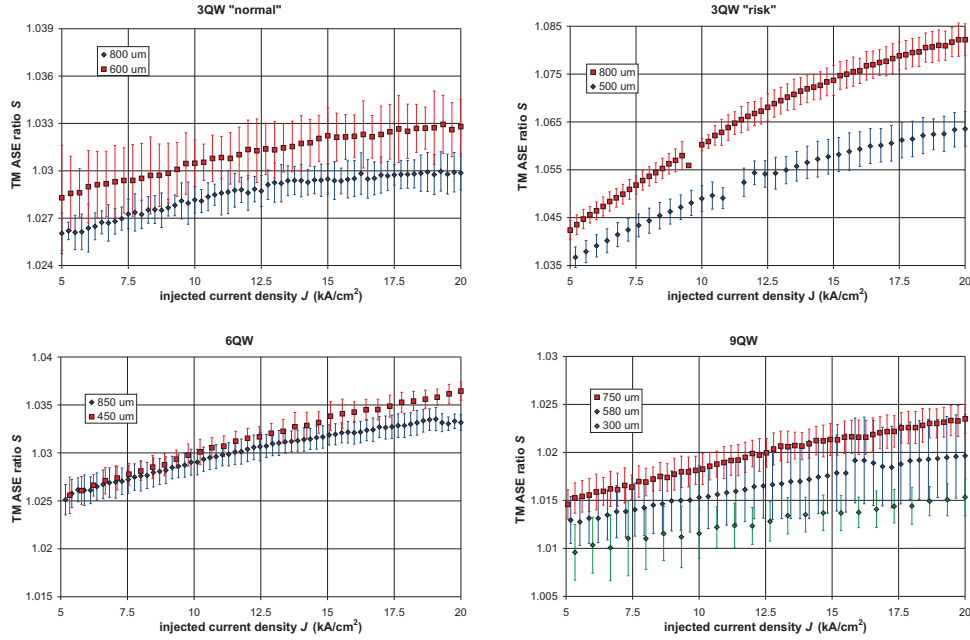 3QW "normal"
TM ASE ratio S
1.039
1.036
1.033
1.03
1.027
1.024
800 um
600 um
5
7.5
10
12.5
15
17.5
20
injected current density J (kA/cm²)
3QW "risk"
TM ASE ratio S
1.085
1.075
1.065
1.055
1.045
1.035
800 um
500 um
5
7.5
10
12.5
15
17.5
20
injected current density J (kA/cm²)
6QW
TM ASE ratio S
1.04
1.035
1.03
1.025
1.02
1.015
850 um
450 um
5
7.5
10
12.5
15
17.5
20
injected current density J (kA/cm²)
9QW
TM ASE ratio S
1.03
1.025
1.02
1.015
1.01
1.005
750 um
580 um
300 um
5
7.5
10
12.5
15
17.5
20
injected current density J (kA/cm²)